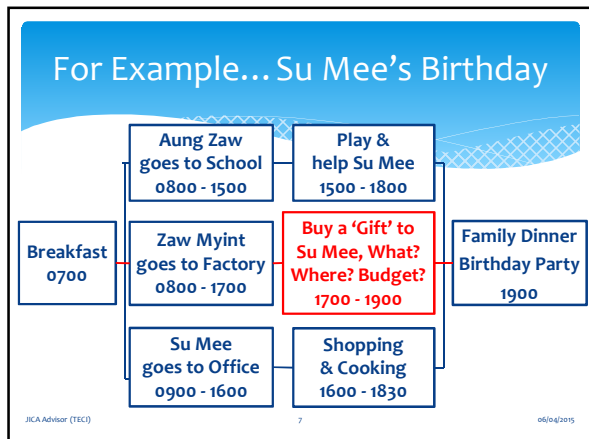 For Example... Su Mee's Birthday
Aung Zaw
goes to School
0800 - 1500
Play &
help Su Mee
1500 - 1800
Breakfast
0700
Zaw Myint
goes to Factory
0800 - 1700
Buy a ‘Gift’ to
Su Mee, What?
Where? Budget?
1700 - 1900
Family Dinner
Birthday Party
1900
Su Mee
goes to Office
0900 - 1600
Shopping
& Cooking
1600 - 1830
JICA Advisor (TECI)
7
06/04/2015